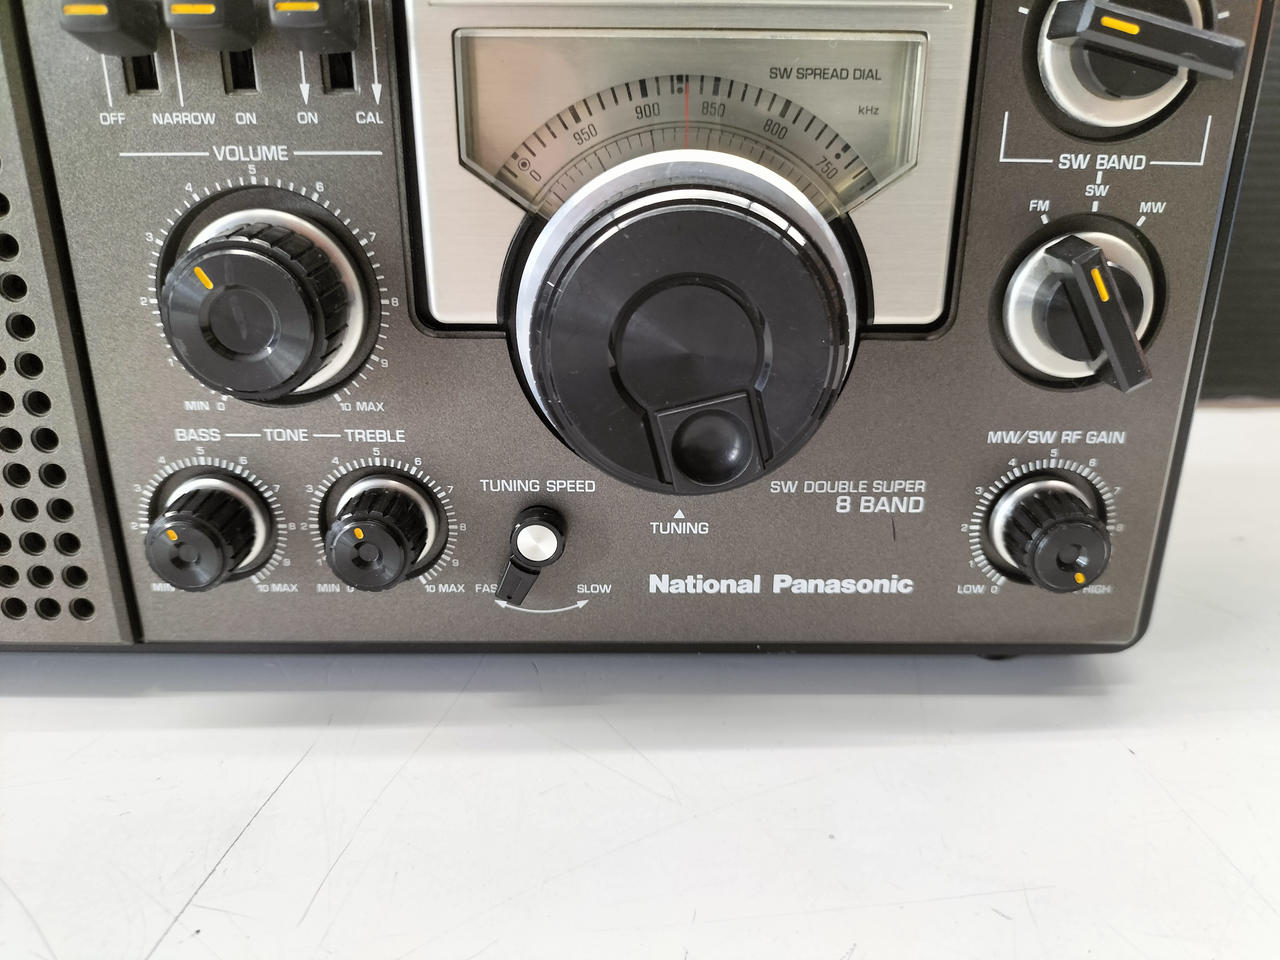 SW SPREAD DIAL
kHz
0 950 900 850 800 750
OFF NARROW ON ON CAL
VOLUME
2 3 4 5 6 7 8 9
MIN 0 10 MAX
SW BAND
FM SW MW
BASS TONE TREBLE
3 4 5 6 7 8 9
MIN 10 MAX
2 3 4 5 6 7 8 9
MIN 0 10 MAX
TUNING SPEED
FAS SLOW
TUNING
SW DOUBLE SUPER
8 BAND
National Panasonic
MW/SW RF GAIN
1 2 3 4 5 6 7 8
LOW 0 HIGH